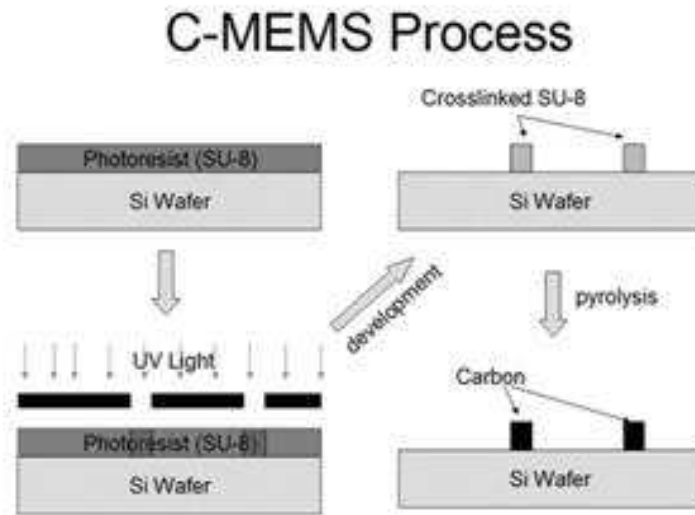 C-MEMS Process
Photoresist (SU-8)
Si Wafer
UV Light
Photoresist (SU-8)
Si Wafer
development
Crosslinked SU-8
Si Wafer
pyrolysis
Carbon
Si Wafer